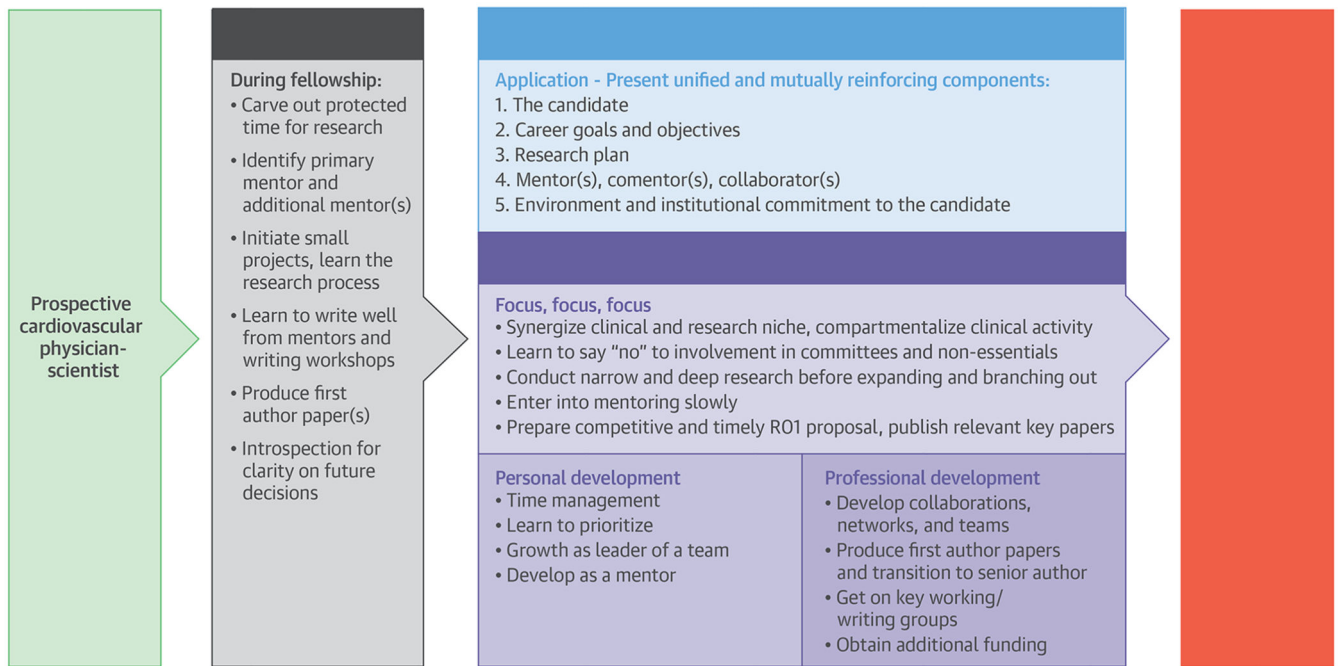 Prospective
cardiovascular
physician-
scientist
During fellowship:
• Carve out protected
time for research
• Identify primary
mentor and
additional mentor(s)
• Initiate small
projects, learn the
research process
• Learn to write well
from mentors and
writing workshops
• Produce first
author paper(s)
• Introspection for
clarity on future
decisions
Application - Present unified and mutually reinforcing components:
1. The candidate
2. Career goals and objectives
3. Research plan
4. Mentor(s), comentor(s), collaborator(s)
5. Environment and institutional commitment to the candidate
Focus, focus, focus
• Synergize clinical and research niche, compartmentalize clinical activity
• Learn to say “no” to involvement in committees and non-essentials
• Conduct narrow and deep research before expanding and branching out
• Enter into mentoring slowly
• Prepare competitive and timely R01 proposal, publish relevant key papers
Personal development
• Time management
• Learn to prioritize
• Growth as leader of a team
• Develop as a mentor
Professional development
• Develop collaborations,
networks, and teams
• Produce first author papers
and transition to senior author
• Get on key working/
writing groups
• Obtain additional funding